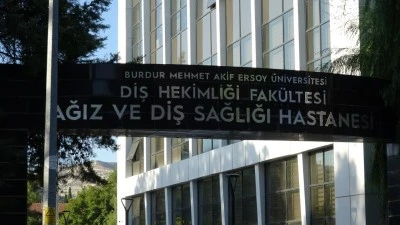 BURDUR MEHMET AKİF ERSOY ÜNİVERSİTESİ
DİŞ HEKİMLİĞİ FAKÜLTESİ
AĞIZ VE DİŞ SAĞLIĞI HASTANESİ